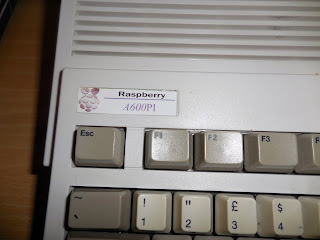 Raspberry
A600PI
Esc F1 F2 F3
~ ! " £ $
` 1 2 3 4